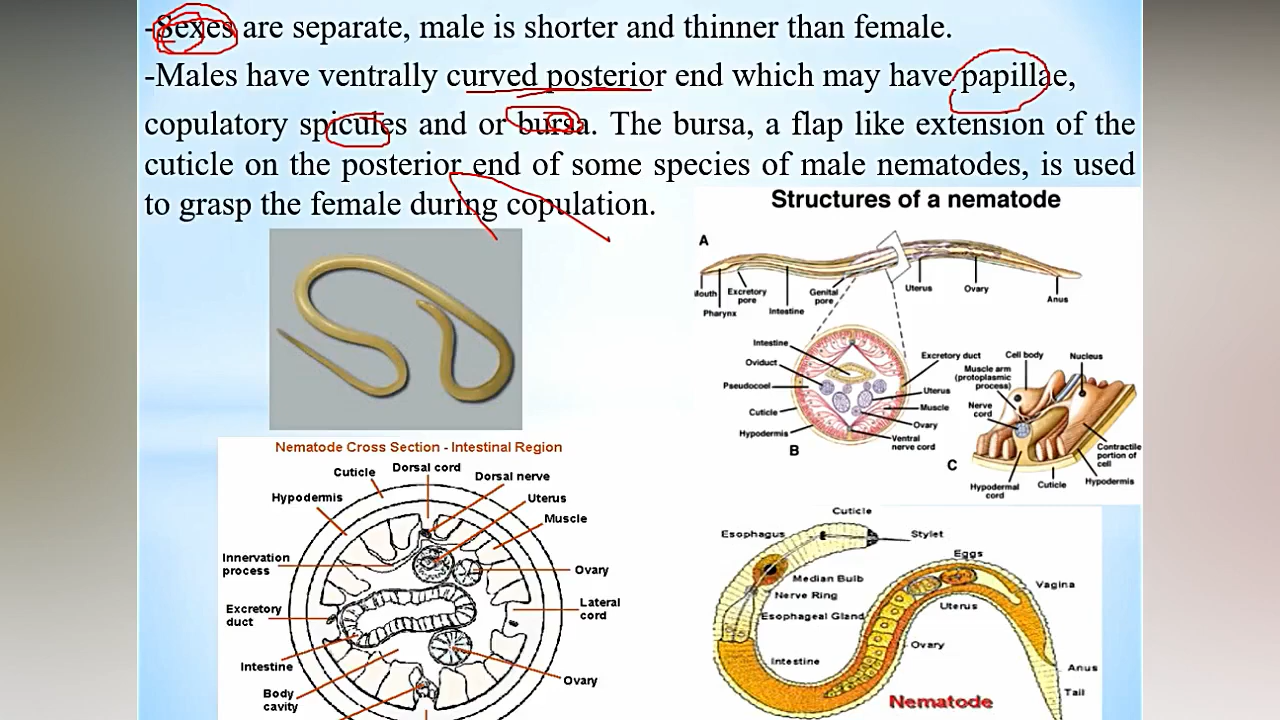 -Sexes are separate, male is shorter and thinner than female.
-Males have ventrally curved posterior end which may have papillae,
copulatory spicules and or bursa. The bursa, a flap like extension of the
cuticle on the posterior end of some species of male nematodes, is used
to grasp the female during copulation.
Structures of a nematode
A
Mouth
Excretory
pore
Pharynx
Intestine
Genital
pore
Uterus
Ovary
Anus
Intestine
Oviduct
Pseudocoel
Cuticle
Hypodermis
B
Excretory duct
Uterus
Muscle
Ovary
Ventral
nerve cord
Cell body
Nucleus
Muscle arm
(protoplasmic
process)
Nerve
cord
C
Hypodermal
cord
Cuticle
Hypodermis
Contractile
portion of
cell
Nematode Cross Section - Intestinal Region
Cuticle
Dorsal cord
Dorsal nerve
Hypodermis
Uterus
Muscle
Innervation
process
Ovary
Excretory
duct
Lateral
cord
Intestine
Body
cavity
Ovary
Cuticle
Esophagus
Stylet
Median Bulb
Nerve Ring
Esophageal Gland
Eggs
Vagina
Uterus
Ovary
Intestine
Anus
Tail
Nematode